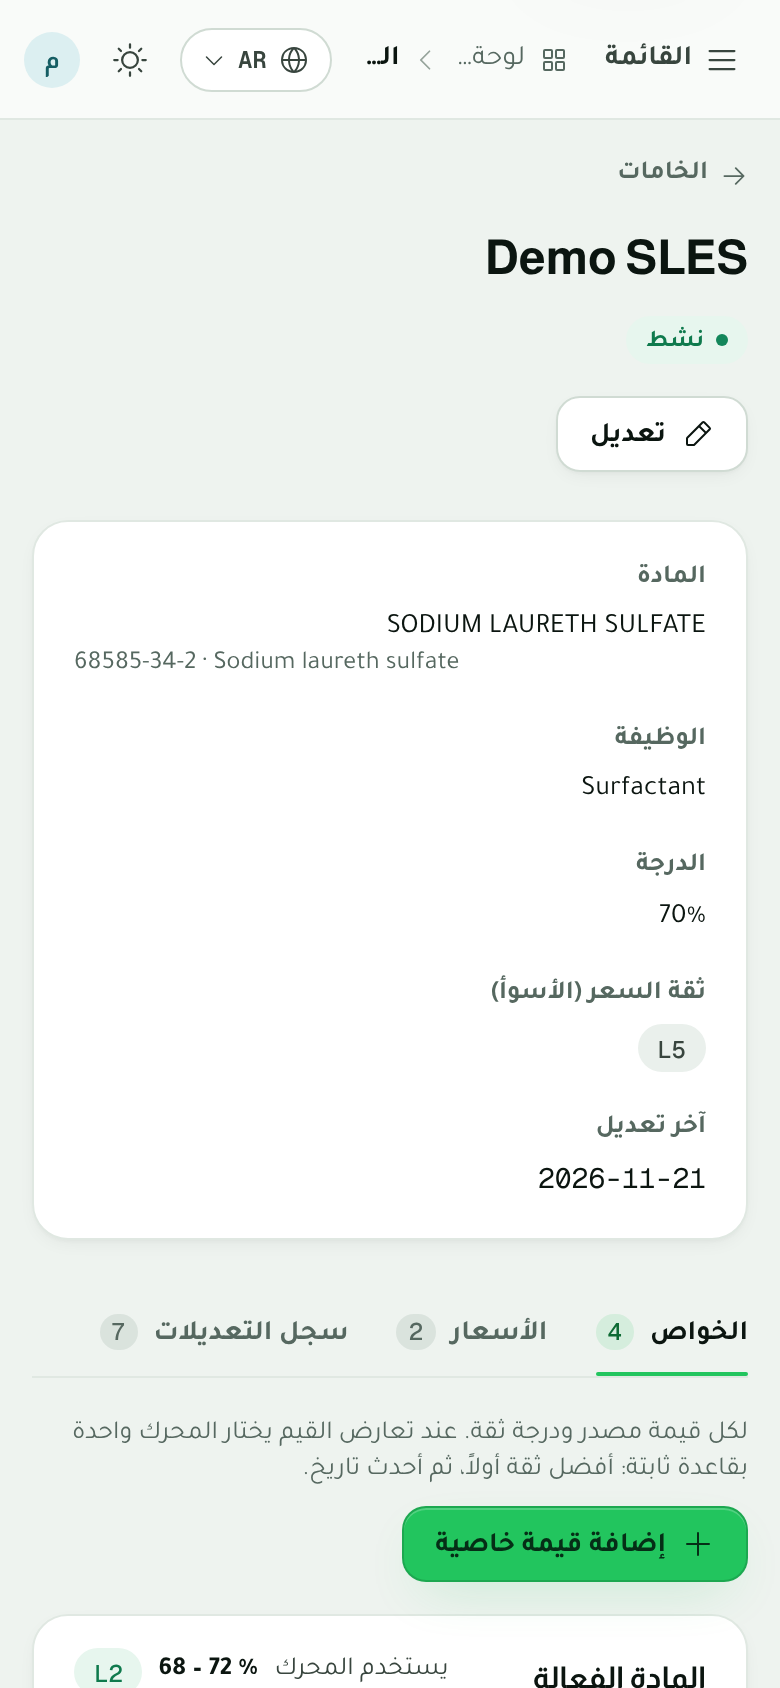 القائمة لوحة... الـ... AR م
الخامات
Demo SLES
نشط
تعديل
المادة
SODIUM LAURETH SULFATE
68585-34-2 · Sodium laureth sulfate
الوظيفة
Surfactant
الدرجة
70%
ثقة السعر (الأسوأ)
L5
آخر تعديل
2026-11-21
الخواص 4 الأسعار 2 سجل التعديلات 7
لكل قيمة مصدر ودرجة ثقة. عند تعارض القيم يختار المحرك واحدة
بقاعدة ثابتة: أفضل ثقة أولاً، ثم أحدث تاريخ.
إضافة قيمة خاصية
المادة الفعالة يستخدم المحرك 68 – 72 % L2